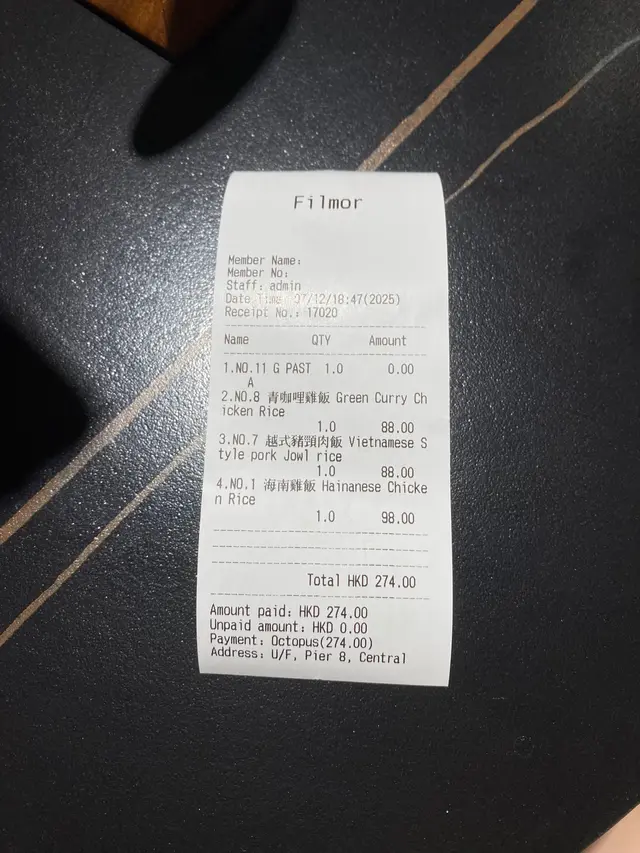 Filmor
Member Name:
Member No:
Staff: admin
Date Time: 07/12/18:47(2025)
Receipt No.: 17020
Name QTY Amount
1.NO.11 G PAST 1.0 0.00
A
2.NO.8 青咖哩雞飯 Green Curry Ch
icken Rice
1.0 88.00
3.NO.7 越式豬頸肉飯 Vietnamese S
tyle pork Jowl rice
1.0 88.00
4.NO.1 海南雞飯 Hainanese Chicke
n Rice
1.0 98.00
Total HKD 274.00
Amount paid: HKD 274.00
Unpaid amount: HKD 0.00
Payment: Octopus(274.00)
Address: U/F, Pier 8, Central